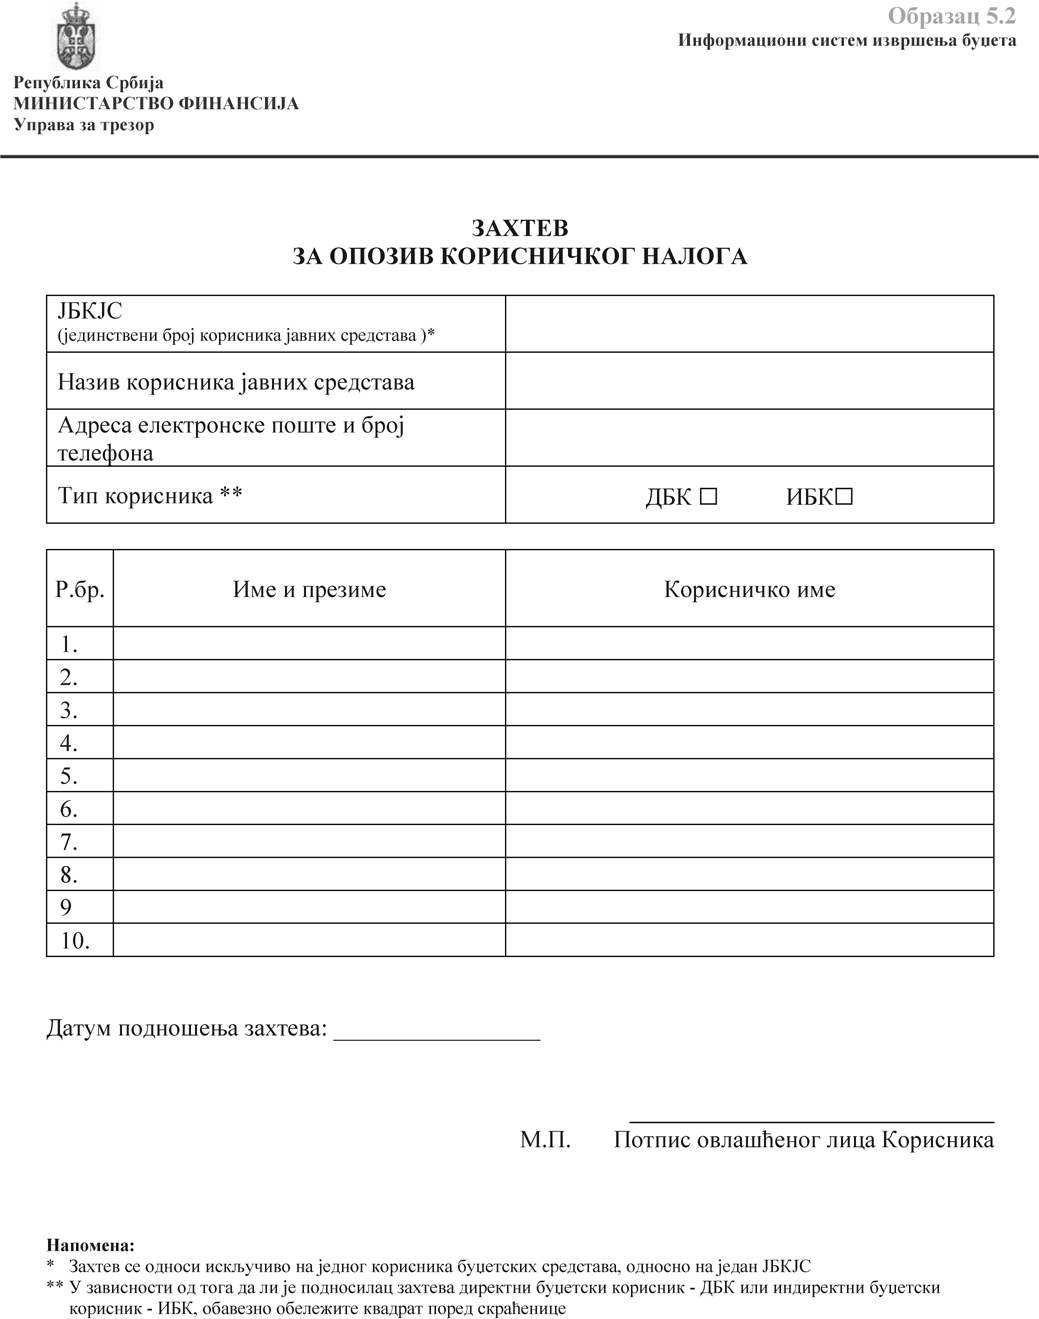 Образац 5.2
Информациони систем извршења буџета
Република Србија
МИНИСТАРСТВО ФИНАНСИЈА
Управа за трезор
ЗАХТЕВ
ЗА ОПОЗИВ КОРИСНИЧКОГ НАЛОГА
ЈБКЈС
(јединствени број корисника јавних средстава )*
Назив корисника јавних средстава
Адреса електронске поште и број
телефона
Тип корисника **
ДБК □ ИБК□
Р.бр. Име и презиме Корисничко име
1.
2.
3.
4.
5.
6.
7.
8.
9
10.
Датум подношења захтева: _________________
М.П. Потпис овлашћеног лица Корисника
Напомена:
* Захтев се односи искључиво на једног корисника буџетских средстава, односно на један ЈБКЈС
** У зависности од тога да ли је подносилац захтева директни буџетски корисник - ДБК или индиректни буџетски
корисник - ИБК, обавезно обележите квадрат поред скраћенице